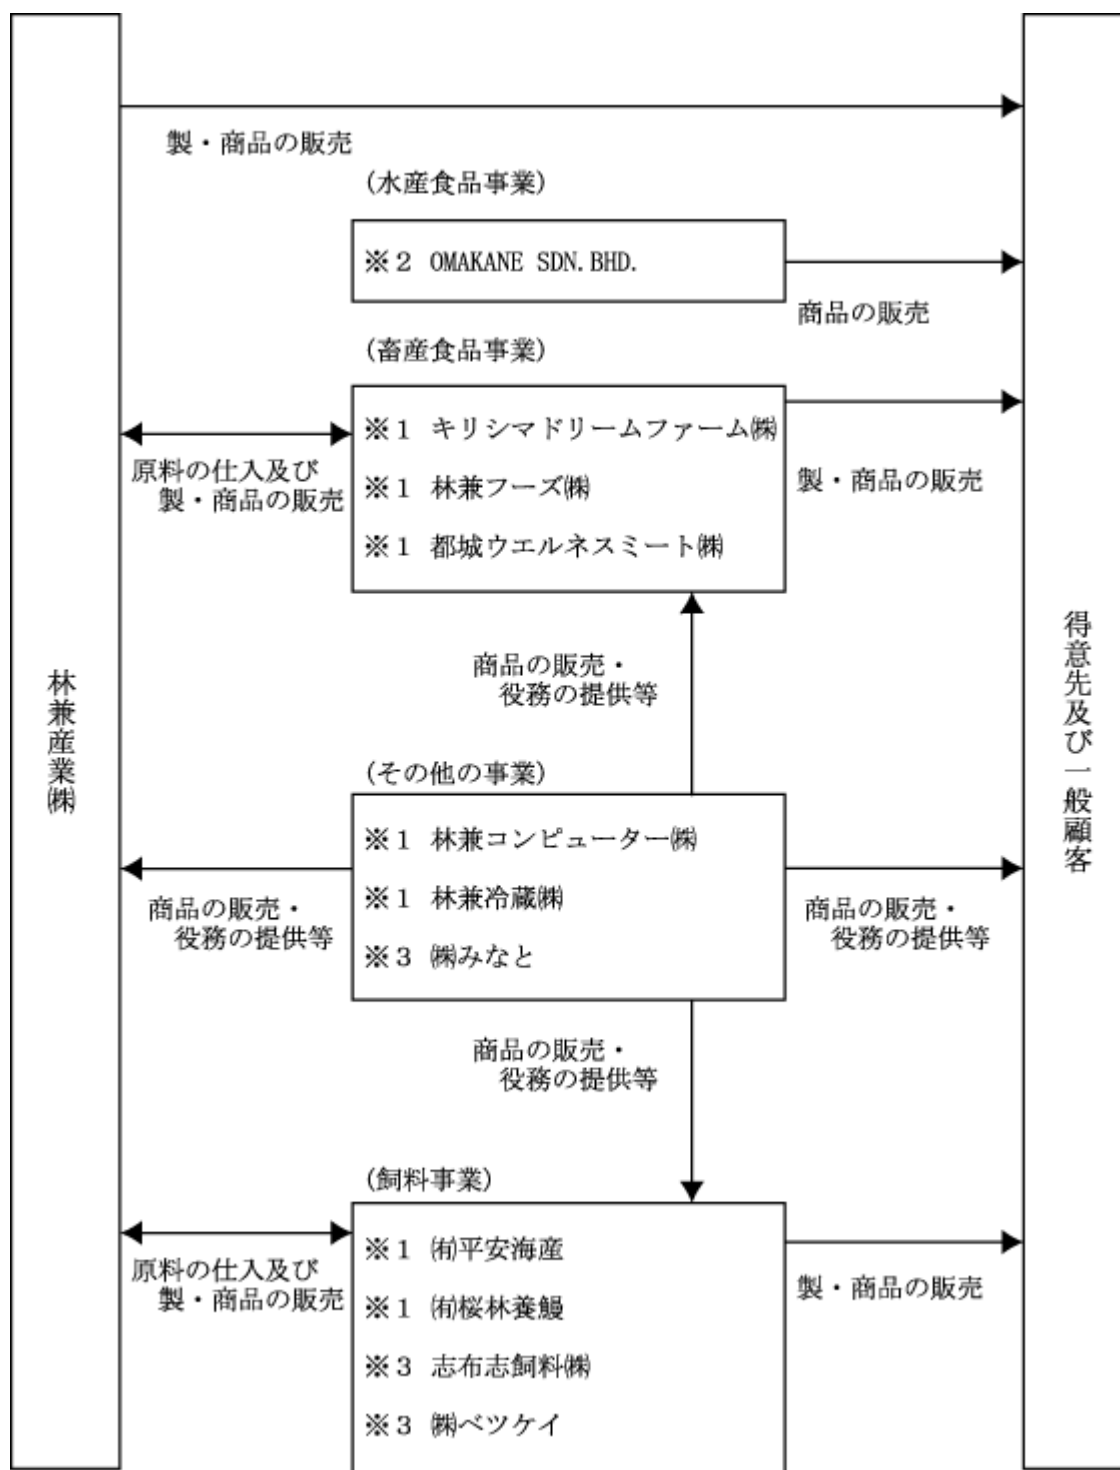 製・商品の販売
(水産食品事業)
※2 OMAKANE SDN.BHD.
商品の販売
(畜産食品事業)
※1 キリシマドリームファーム㈱
※1 林兼フーズ㈱
※1 都城ウエルネスミート㈱
原料の仕入及び
製・商品の販売
製・商品の販売
商品の販売・
役務の提供等
林兼産業㈱
得意先及び一般顧客
(その他の事業)
※1 林兼コンピューター㈱
※1 林兼冷蔵㈱
※3 ㈱みなと
商品の販売・
役務の提供等
商品の販売・
役務の提供等
商品の販売・
役務の提供等
(飼料事業)
※1 ㈲平安海産
※1 ㈲桜林養鰻
※3 志布志飼料㈱
※3 ㈱ベツケイ
原料の仕入及び
製・商品の販売
製・商品の販売